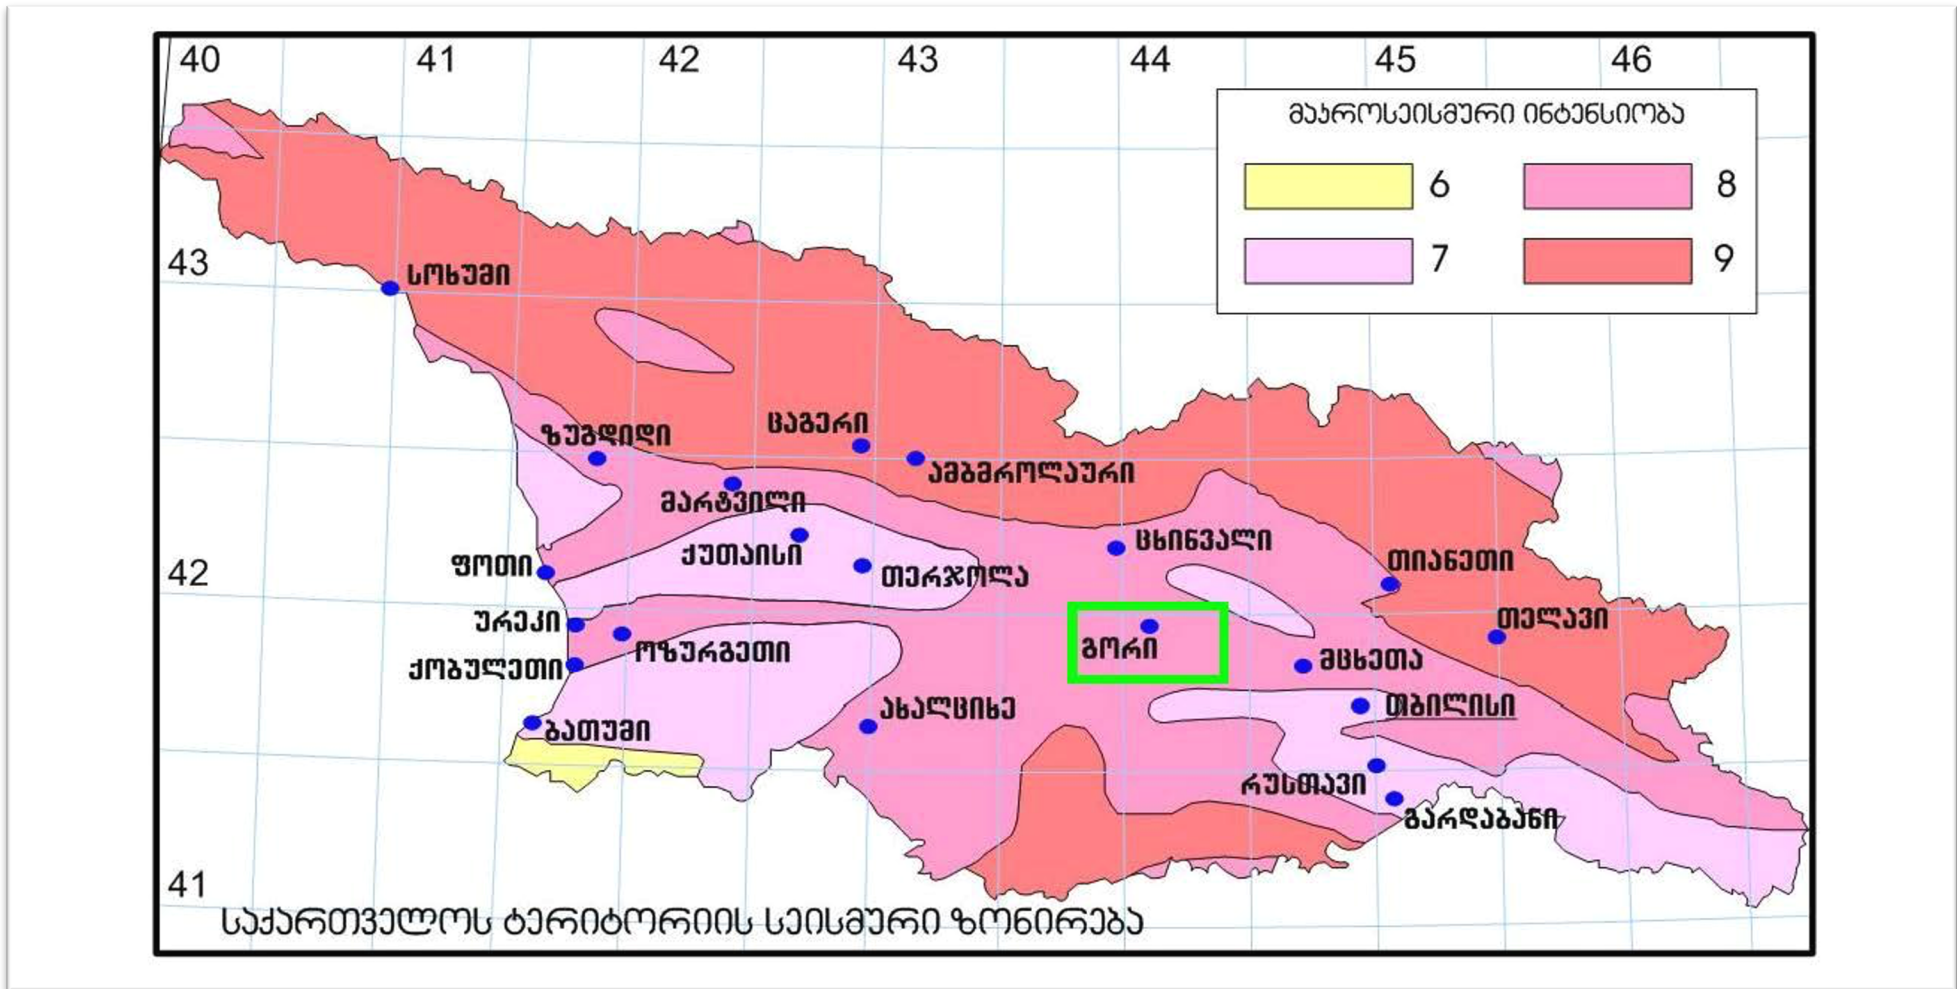 40 41 42 43 44 45 46
მაკროსეისმური ინტენსიობა
6 8
7 9
43
სოხუმი
ცაგერი
ზუგდიდი
ამბმროლაური
მარტვილი
ცხინვალი
ქუთაისი
თიანეთი
ფოთი
42
თერჯოლა
ურეკი
თელავი
ოზურგეთი
გორი
მცხეთა
ქობულეთი
ახალციხე
თბილისი
ბათუმი
რუსთავი
გარდაბანი
41
საქართველოს ტერიტორიის სეისმური ზონირება